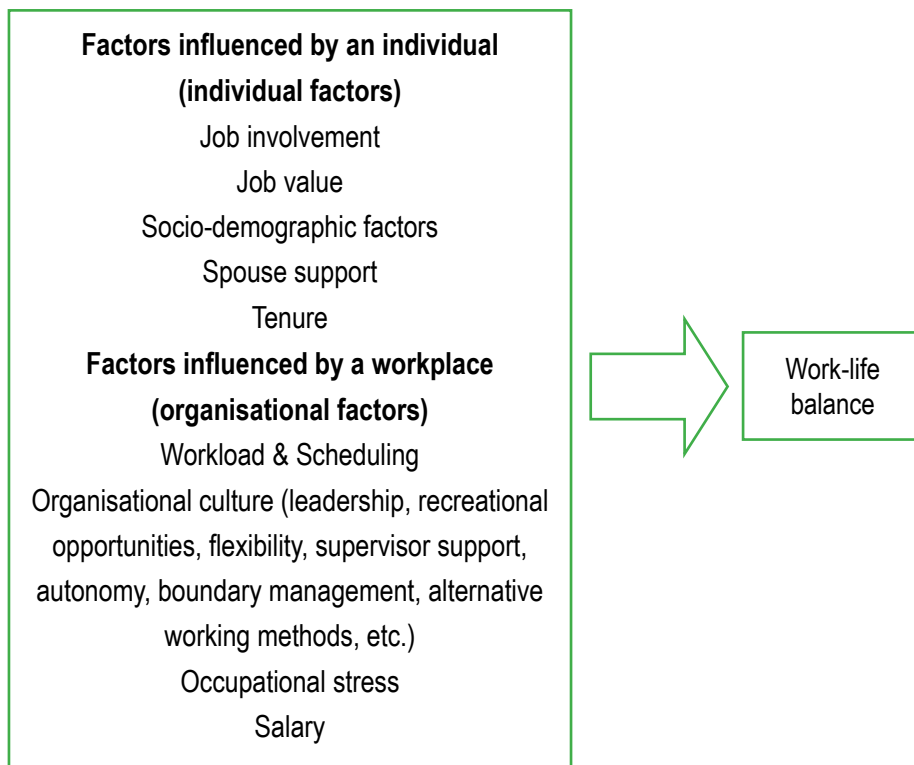 Factors influenced by an individual
(individual factors)
Job involvement
Job value
Socio-demographic factors
Spouse support
Tenure
Factors influenced by a workplace
(organisational factors)
Workload & Scheduling
Organisational culture (leadership, recreational
opportunities, flexibility, supervisor support,
autonomy, boundary management, alternative
working methods, etc.)
Occupational stress
Salary
Work-life
balance